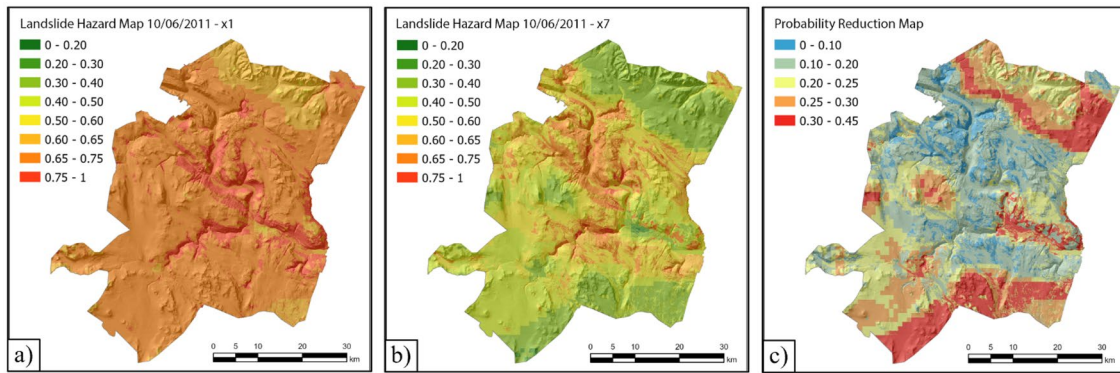 Landslide Hazard Map 10/06/2011 - x1
0 - 0.20
0.20 - 0.30
0.30 - 0.40
0.40 - 0.50
0.50 - 0.60
0.60 - 0.65
0.65 - 0.75
0.75 - 1
0 5 10 20 30
km
a)
Landslide Hazard Map 10/06/2011 - x7
0 - 0.20
0.20 - 0.30
0.30 - 0.40
0.40 - 0.50
0.50 - 0.60
0.60 - 0.65
0.65 - 0.75
0.75 - 1
0 5 10 20 30
km
b)
Probability Reduction Map
0 - 0.10
0.10 - 0.20
0.20 - 0.25
0.25 - 0.30
0.30 - 0.45
0 5 10 20 30
km
c)